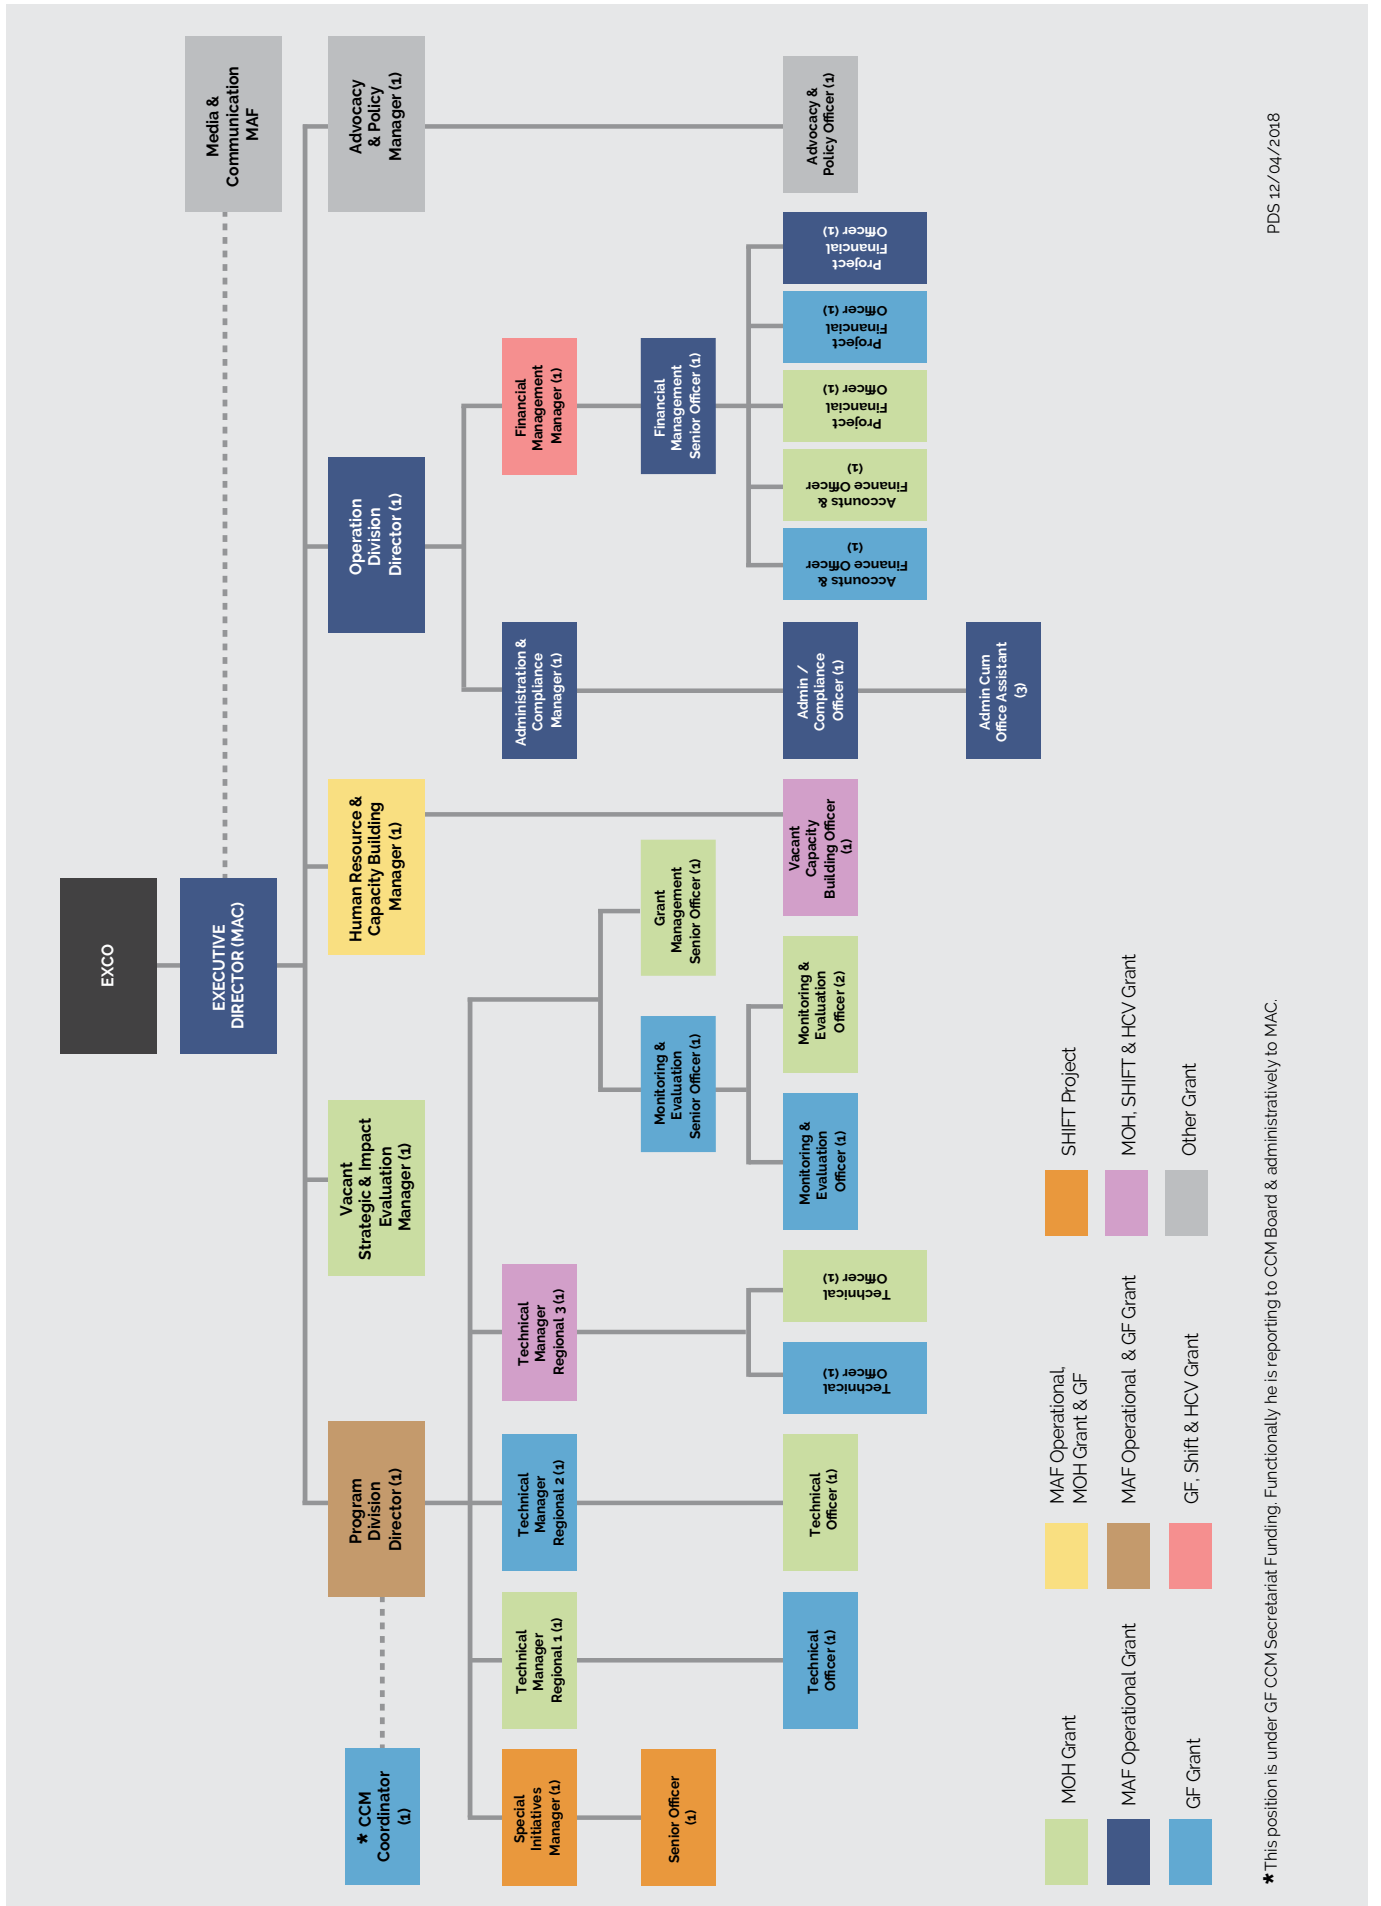 EXCO
EXECUTIVE
DIRECTOR (MAC)
Media &
Communication
MAF
* CCM
Coordinator
(1)
Program
Division
Director (1)
Vacant
Strategic & Impact
Evaluation
Manager (1)
Human Resource &
Capacity Building
Manager (1)
Operation
Division
Director (1)
Advocacy
& Policy
Manager (1)
Special
Initiatives
Manager (1)
Technical
Manager
Regional 1 (1)
Technical
Manager
Regional 2 (1)
Technical
Manager
Regional 3 (1)
Administration &
Compliance
Manager (1)
Financial
Management
Manager (1)
Senior Officer
(1)
Monitoring &
Evaluation
Senior Officer (1)
Grant
Management
Senior Officer (1)
Financial
Management
Senior Officer (1)
Technical
Officer (1)
Technical
Officer (1)
Technical
Officer (1)
Technical
Officer (1)
Monitoring &
Evaluation
Officer (1)
Monitoring &
Evaluation
Officer (2)
Vacant
Capacity
Building Officer
(1)
Admin /
Compliance
Officer (1)
Accounts &
Finance Officer
(1)
Accounts &
Finance Officer
(1)
Project
Financial
Officer (1)
Project
Financial
Officer (1)
Project
Financial
Officer (1)
Advocacy &
Policy Officer (1)
Admin Cum
Office Assistant
(3)
MOH Grant
MAF Operational Grant
GF Grant
MAF Operational,
MOH Grant & GF
MAF Operational & GF Grant
GF, Shift & HCV Grant
SHIFT Project
MOH, SHIFT & HCV Grant
Other Grant
*This position is under GF CCM Secretariat Funding. Functionally he is reporting to CCM Board & administratively to MAC.
PDS 12/04/2018